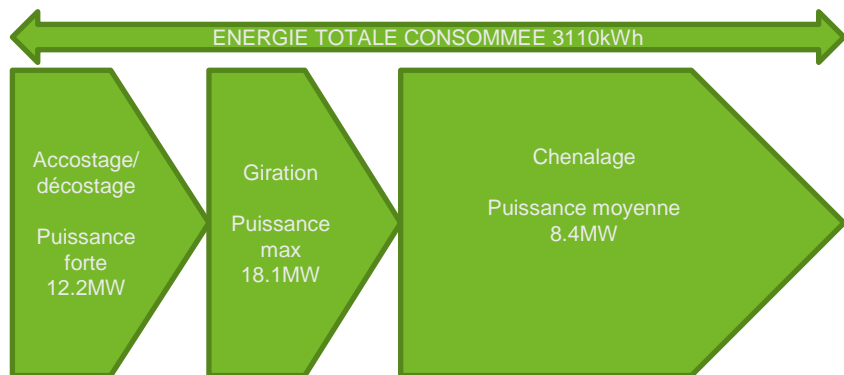 ENERGIE TOTALE CONSOMMEE 3110kWh
Accostage/
décostage
Puissance
forte
12.2MW
Giration
Puissance
max
18.1MW
Chenalage
Puissance moyenne
8.4MW